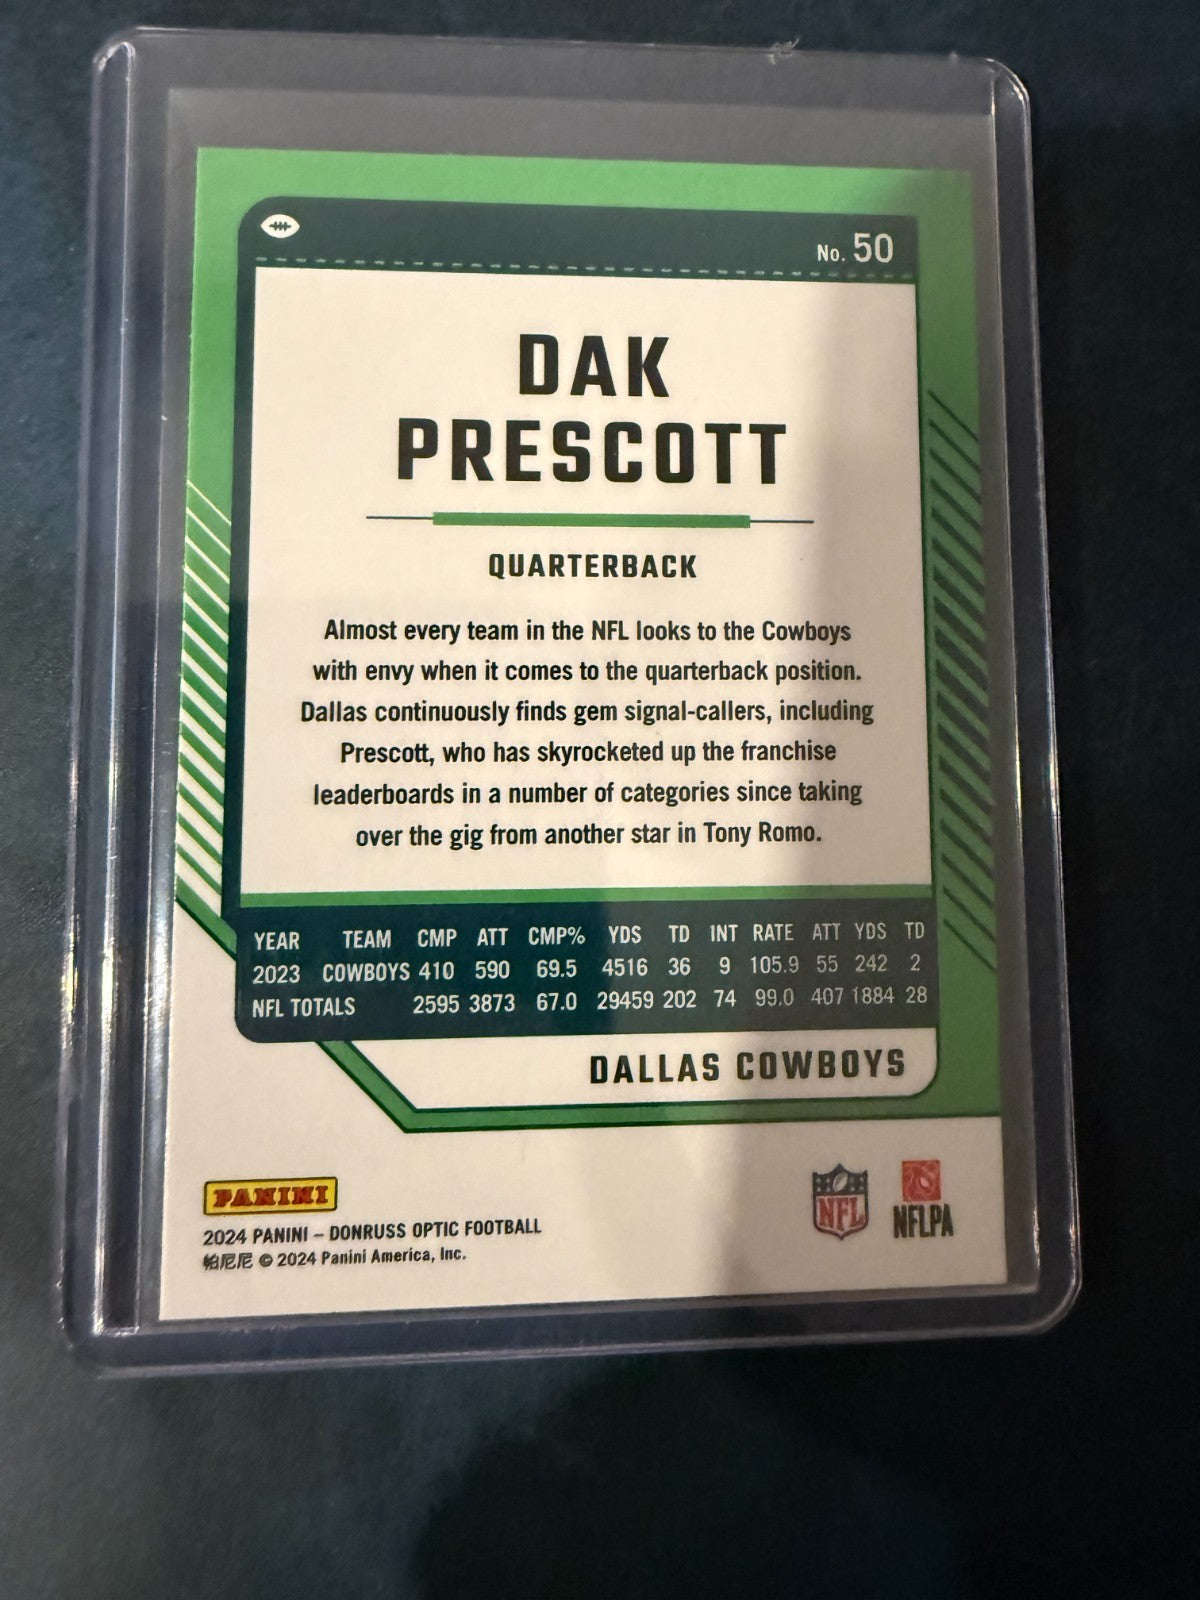 No. 50
DAK
PRESCOTT
QUARTERBACK
Almost every team in the NFL looks to the Cowboys
with envy when it comes to the quarterback position.
Dallas continuously finds gem signal-callers, including
Prescott, who has skyrocketed up the franchise
leaderboards in a number of categories since taking
over the gig from another star in Tony Romo.
YEAR TEAM CMP ATT CMP% YDS TD INT RATE ATT YDS TD
2023 COWBOYS 410 590 69.5 4516 36 9 105.9 55 242 2
NFL TOTALS 2595 3873 67.0 29459 202 74 99.0 407 1884 28
DALLAS COWBOYS
PANINI
2024 PANINI – DONRUSS OPTIC FOOTBALL
帕尼尼 © 2024 Panini America, Inc.
NFL
NFLPA